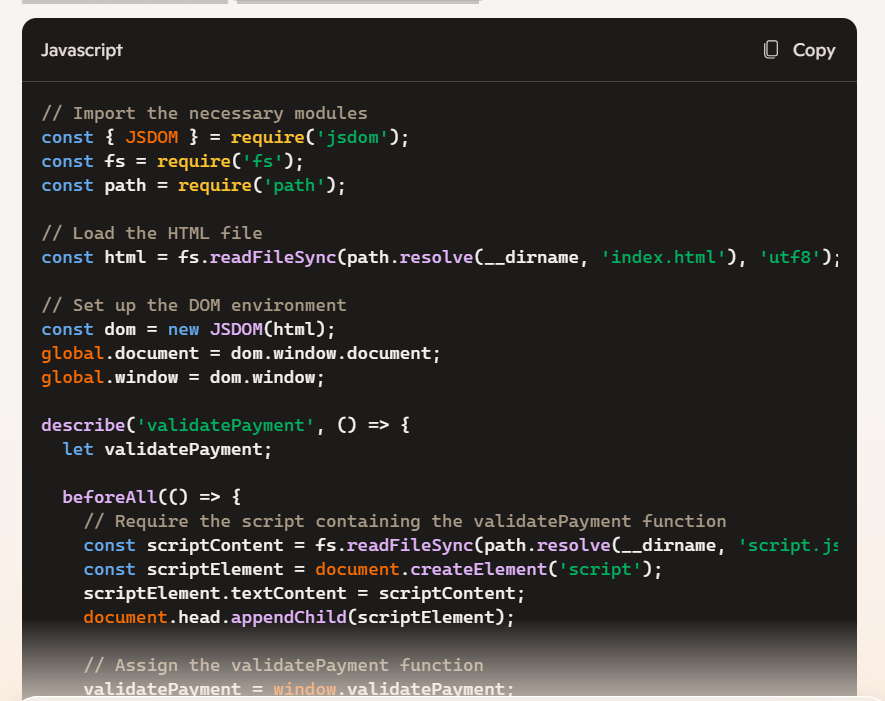 Javascript
Copy
// Import the necessary modules
const { JSDOM } = require('jsdom');
const fs = require('fs');
const path = require('path');
// Load the HTML file
const html = fs.readFileSync(path.resolve(__dirname, 'index.html'), 'utf8');
// Set up the DOM environment
const dom = new JSDOM(html);
global.document = dom.window.document;
global.window = dom.window;
describe('validatePayment', () => {
let validatePayment;
beforeAll(() => {
// Require the script containing the validatePayment function
const scriptContent = fs.readFileSync(path.resolve(__dirname, 'script.js
const scriptElement = document.createElement('script');
scriptElement.textContent = scriptContent;
document.head.appendChild(scriptElement);
// Assign the validatePayment function
validatePayment = window.validatePayment;